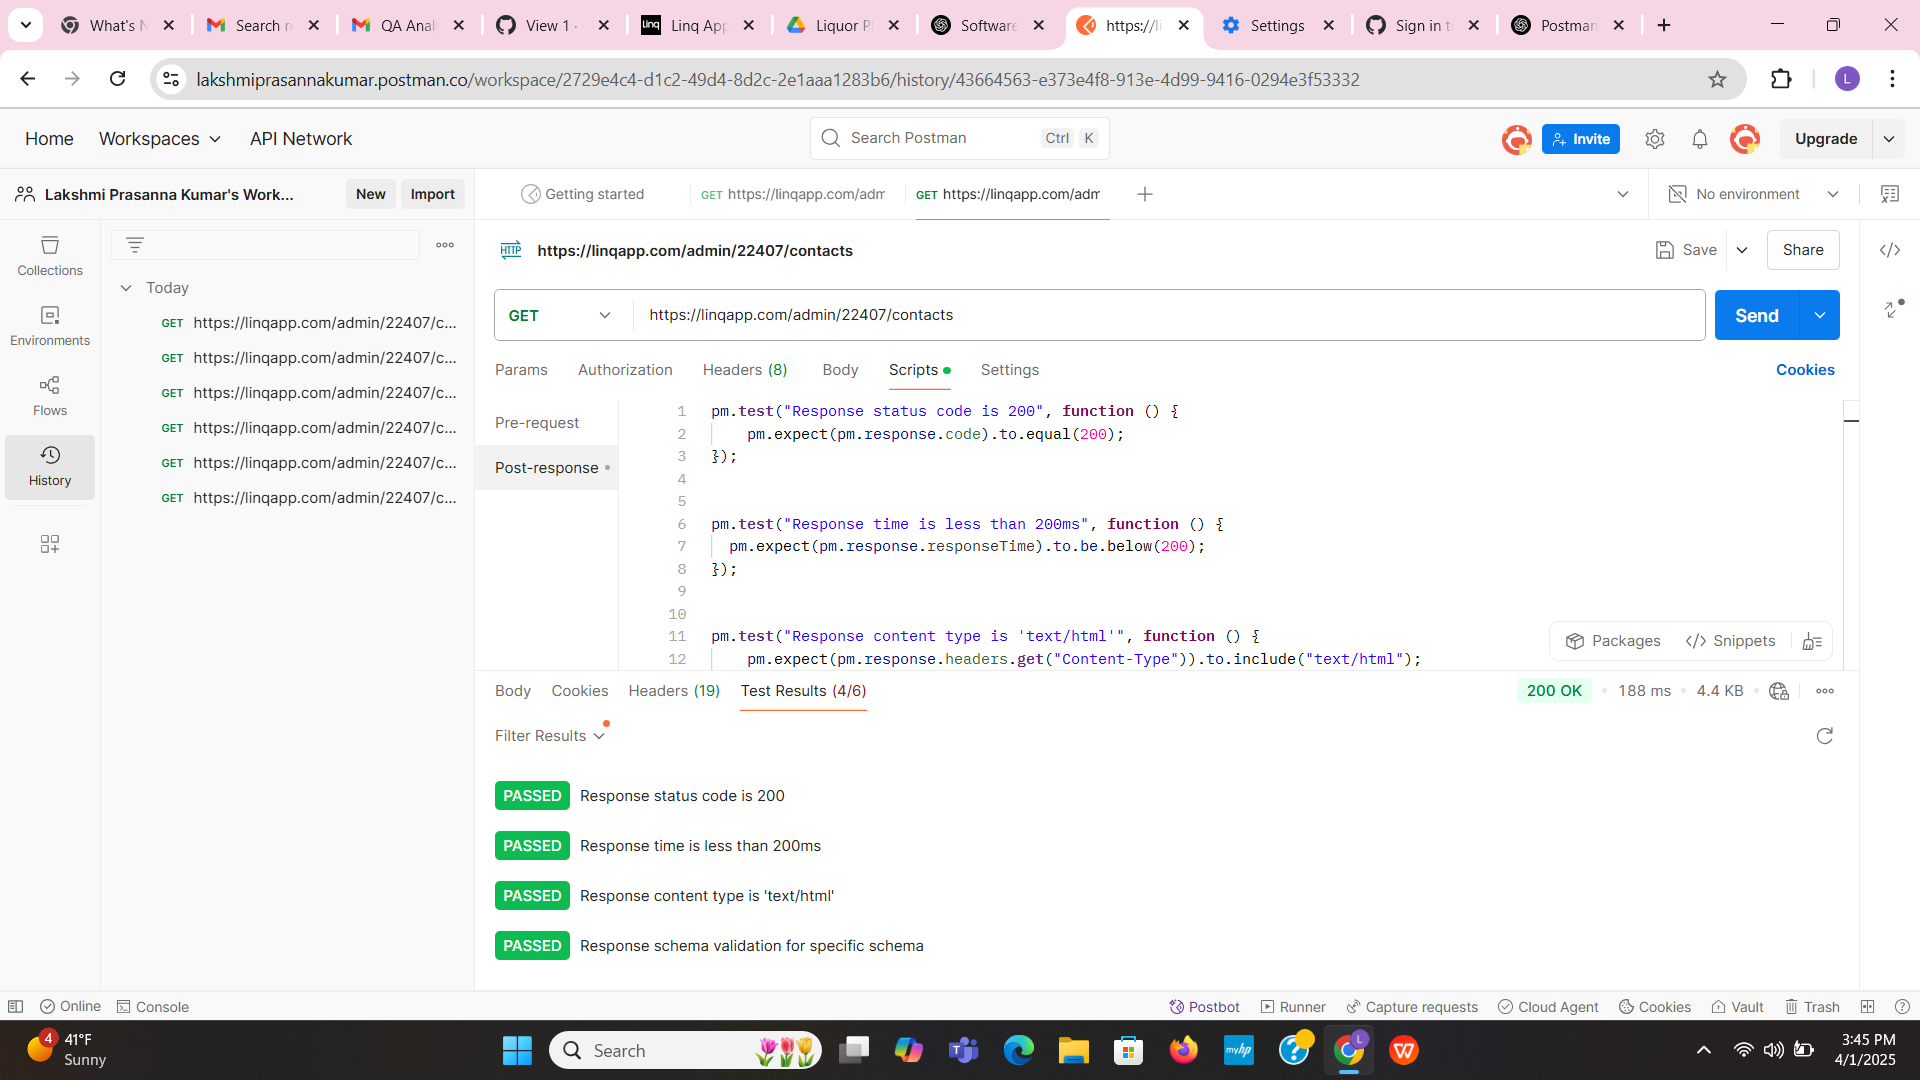 What's N
Search re
QA Analy
View 1 ·
Linq App
Liquor Pl
Software
https://li
Settings
Sign in to
Postman
lakshmiprasannakumar.postman.co/workspace/2729e4c4-d1c2-49d4-8d2c-2e1aaa1283b6/history/43664563-e373e4f8-913e-4d99-9416-0294e3f53332
L
Home
Workspaces
API Network
Search Postman
Ctrl
K
Invite
Upgrade
Lakshmi Prasanna Kumar's Work...
New
Import
Getting started
GET https://linqapp.com/adm
GET https://linqapp.com/adm
No environment
Collections
Environments
Flows
History
Today
GET https://linqapp.com/admin/22407/c...
GET https://linqapp.com/admin/22407/c...
GET https://linqapp.com/admin/22407/c...
GET https://linqapp.com/admin/22407/c...
GET https://linqapp.com/admin/22407/c...
GET https://linqapp.com/admin/22407/c...
HTTP https://linqapp.com/admin/22407/contacts
Save
Share
GET
https://linqapp.com/admin/22407/contacts
Send
Params
Authorization
Headers (8)
Body
Scripts
Settings
Cookies
Pre-request
Post-response
1 pm.test("Response status code is 200", function () {
2 pm.expect(pm.response.code).to.equal(200);
3 });
4
5
6 pm.test("Response time is less than 200ms", function () {
7 pm.expect(pm.response.responseTime).to.be.below(200);
8 });
9
10
11 pm.test("Response content type is 'text/html'", function () {
12 pm.expect(pm.response.headers.get("Content-Type")).to.include("text/html");
Packages
Snippets
Body
Cookies
Headers (19)
Test Results (4/6)
200 OK
188 ms
4.4 KB
Filter Results
PASSED Response status code is 200
PASSED Response time is less than 200ms
PASSED Response content type is 'text/html'
PASSED Response schema validation for specific schema
Online
Console
Postbot
Runner
Capture requests
Cloud Agent
Cookies
Vault
Trash
4
41°F
Sunny
Search
myhp
L
3:45 PM
4/1/2025